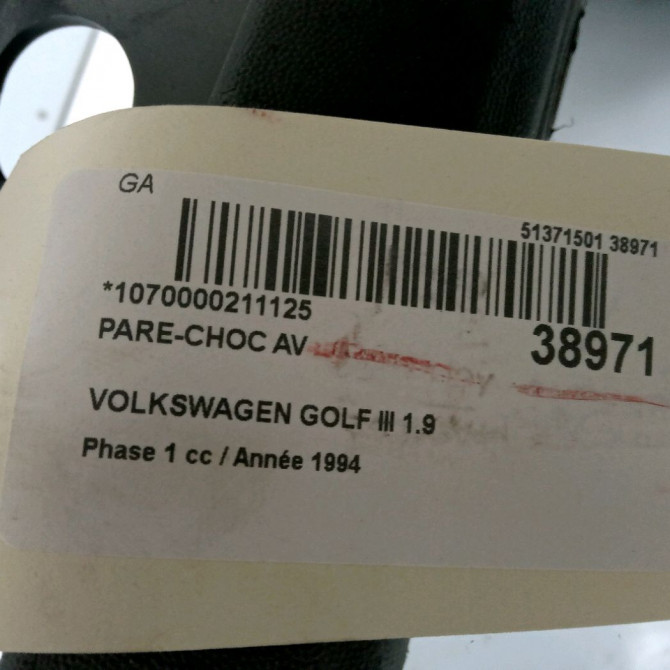 GA
51371501 38971
*1070000211125
38971
PARE-CHOC AV
VOLKSWAGEN GOLF III 1.9
Phase 1 cc / Année 1994